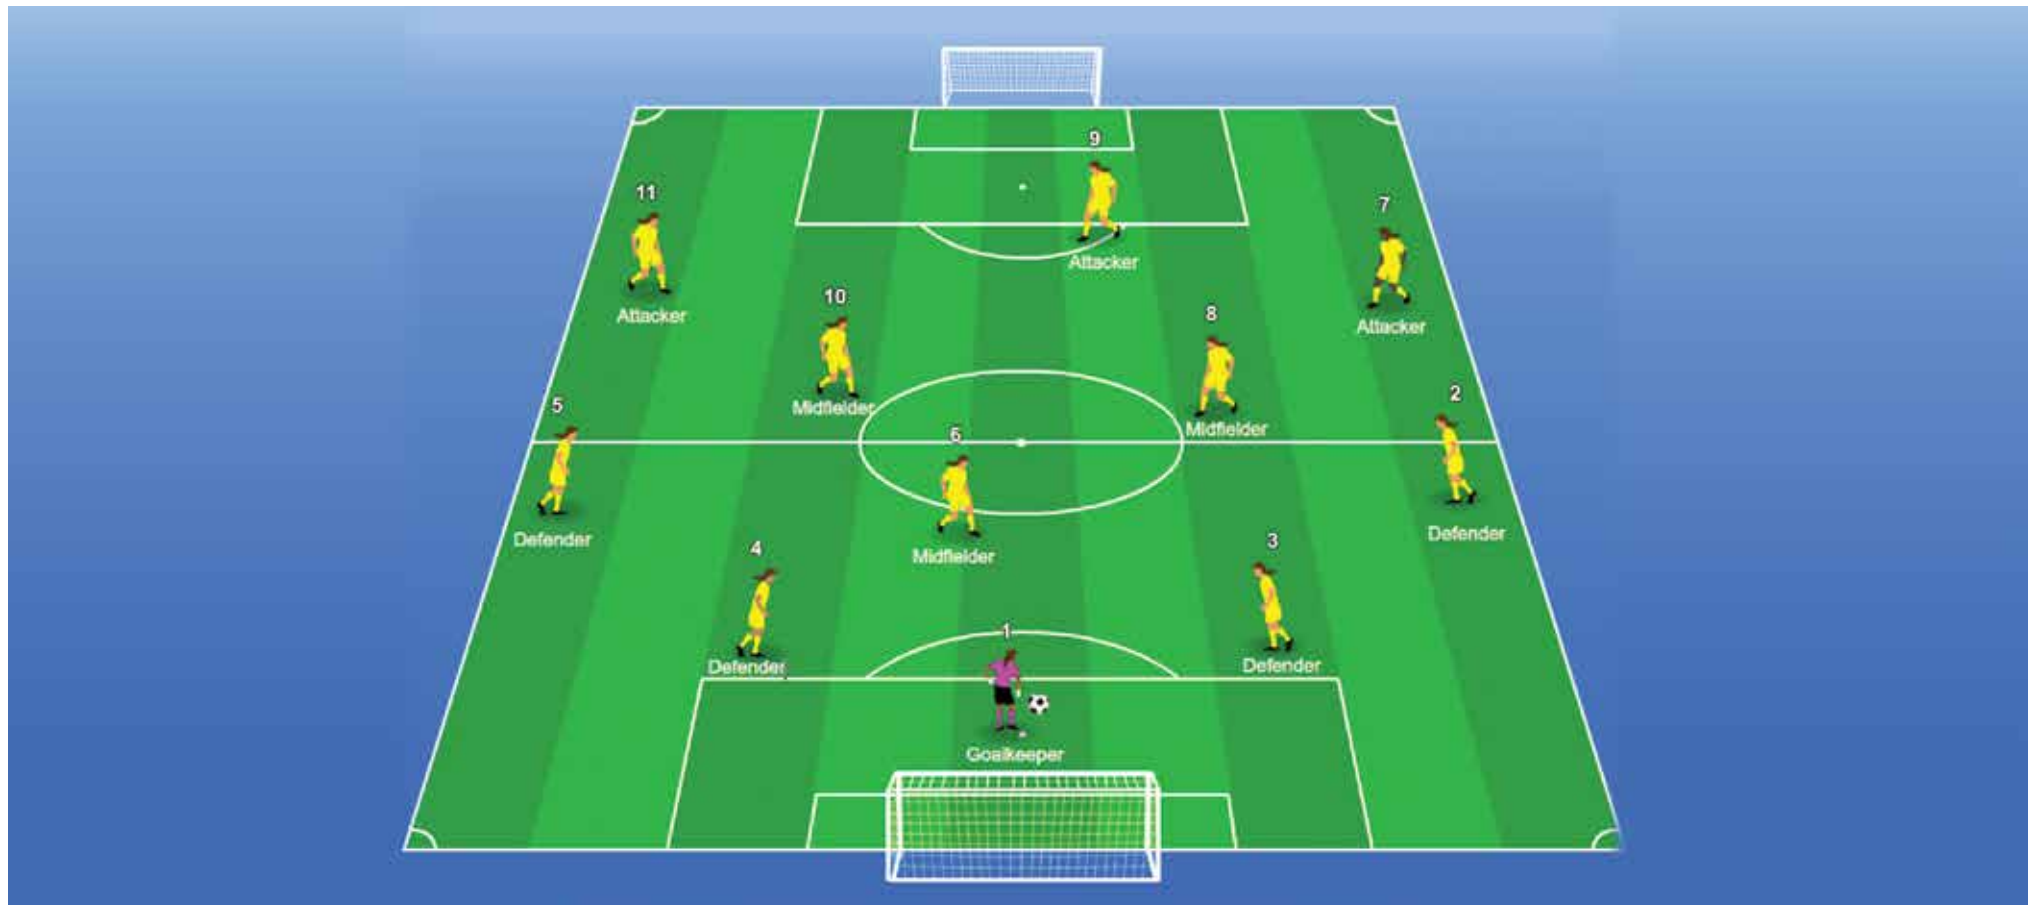 9
11
Attacker
7
Attacker
Attacker
10
Midfielder
8
Midfielder
5
Defender
2
Defender
6
Midfielder
4
Defender
3
Defender
1
Goalkeeper